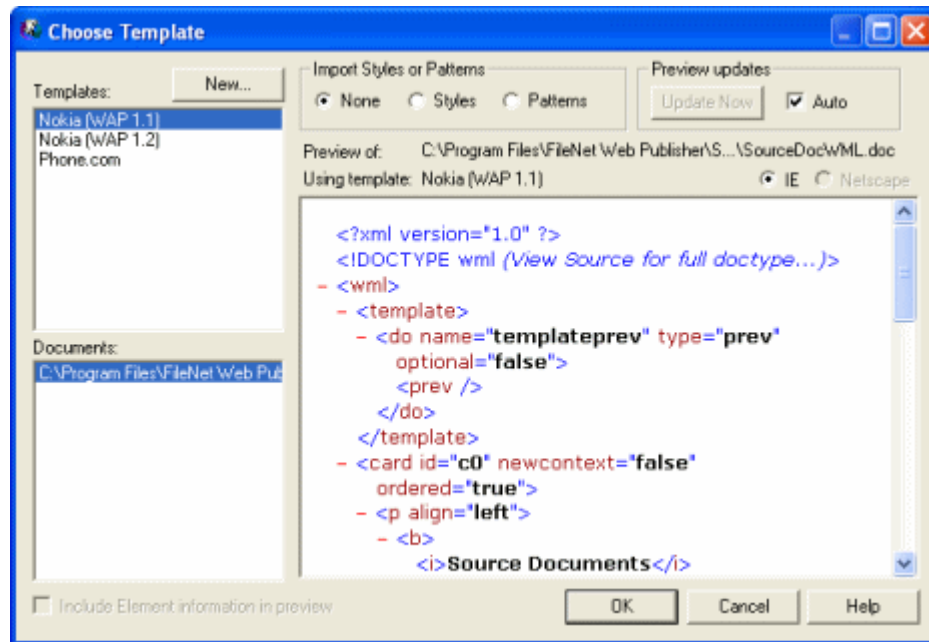 Choose Template
Templates:
New...
Nokia (WAP 1.1)
Nokia (WAP 1.2)
Phone.com
Documents:
C:\Program Files\FileNet Web Pub
Import Styles or Patterns
None Styles Patterns
Preview updates
Update Now Auto
Preview of: C:\Program Files\FileNet Web Publisher\S...\SourceDocWML.doc
Using template: Nokia (WAP 1.1) IE Netscape
<?xml version="1.0" ?>
<!DOCTYPE wml (View Source for full doctype...)>
- <wml>
- <template>
- <do name="templateprev" type="prev"
optional="false">
<prev />
</do>
</template>
- <card id="c0" newcontext="false"
ordered="true">
- <p align="left">
- <b>
<i>Source Documents</i>
Include Element information in preview
OK Cancel Help